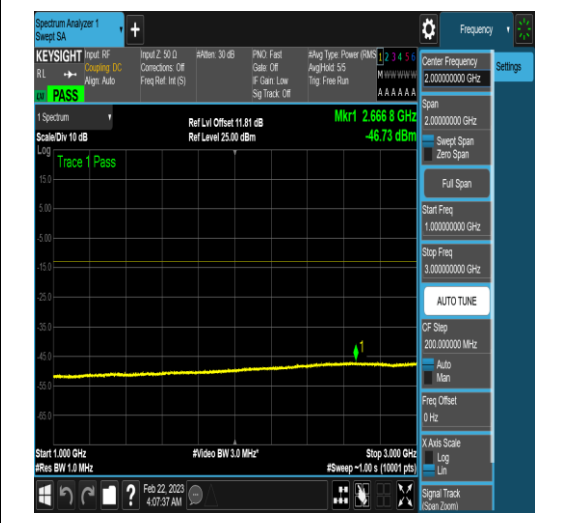 Spectrum Analyzer 1
Swept SA
+
Frequency
KEYSIGHT
RL
PASS
Input: RF
Coupling: DC
Align: Auto
Input Z: 50 Ω
Corrections: Off
Freq Ref: Int (S)
#Atten: 30 dB
PNO: Fast
Gate: Off
IF Gain: Low
Sig Track: Off
#Avg Type: Power (RMS
Avg|Hold: 5/5
Trig: Free Run
1 2 3 4 5 6
M W W W W W
A A A A A A
1 Spectrum
Scale/Div 10 dB
Ref Lvl Offset 11.81 dB
Ref Level 25.00 dBm
Mkr1 2.666 8 GHz
-46.73 dBm
Log
Trace 1 Pass
15.0
5.00
-5.00
-15.0
-25.0
-35.0
-45.0
-55.0
-65.0
1
Start 1.000 GHz
#Res BW 1.0 MHz
#Video BW 3.0 MHz*
Stop 3.000 GHz
#Sweep ~1.00 s (10001 pts)
?
Feb 22, 2023
4:07:37 AM
Center Frequency
2.000000000 GHz
Settings
Span
2.00000000 GHz
Swept Span
Zero Span
Full Span
Start Freq
1.000000000 GHz
Stop Freq
3.000000000 GHz
AUTO TUNE
CF Step
200.000000 MHz
Auto
Man
Freq Offset
0 Hz
X Axis Scale
Log
Lin
Signal Track
(Span Zoom)